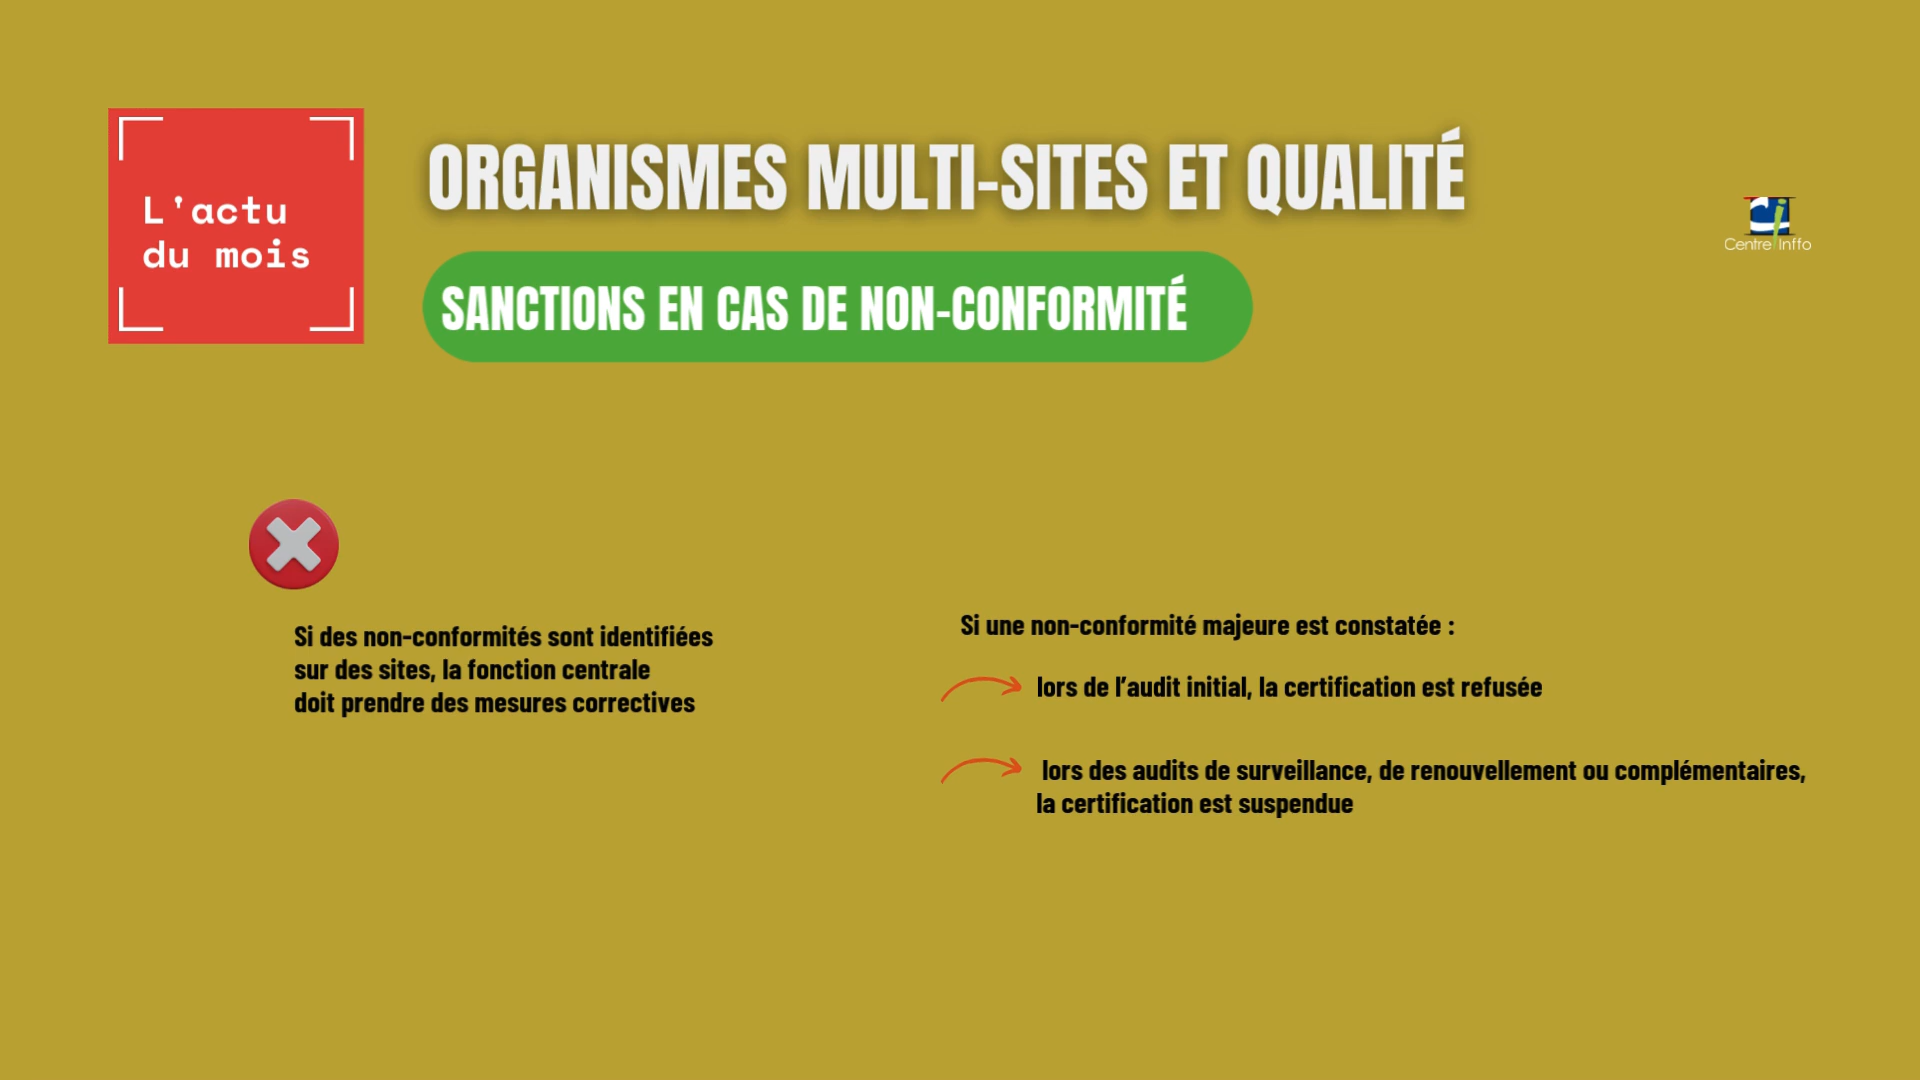 L'actu
du mois
ORGANISMES MULTI-SITES ET QUALITÉ
SANCTIONS EN CAS DE NON-CONFORMITÉ
Ci
Centre Inffo
Si des non-conformités sont identifiées
sur des sites, la fonction centrale
doit prendre des mesures correctives
Si une non-conformité majeure est constatée :
lors de l’audit initial, la certification est refusée
lors des audits de surveillance, de renouvellement ou complémentaires,
la certification est suspendue